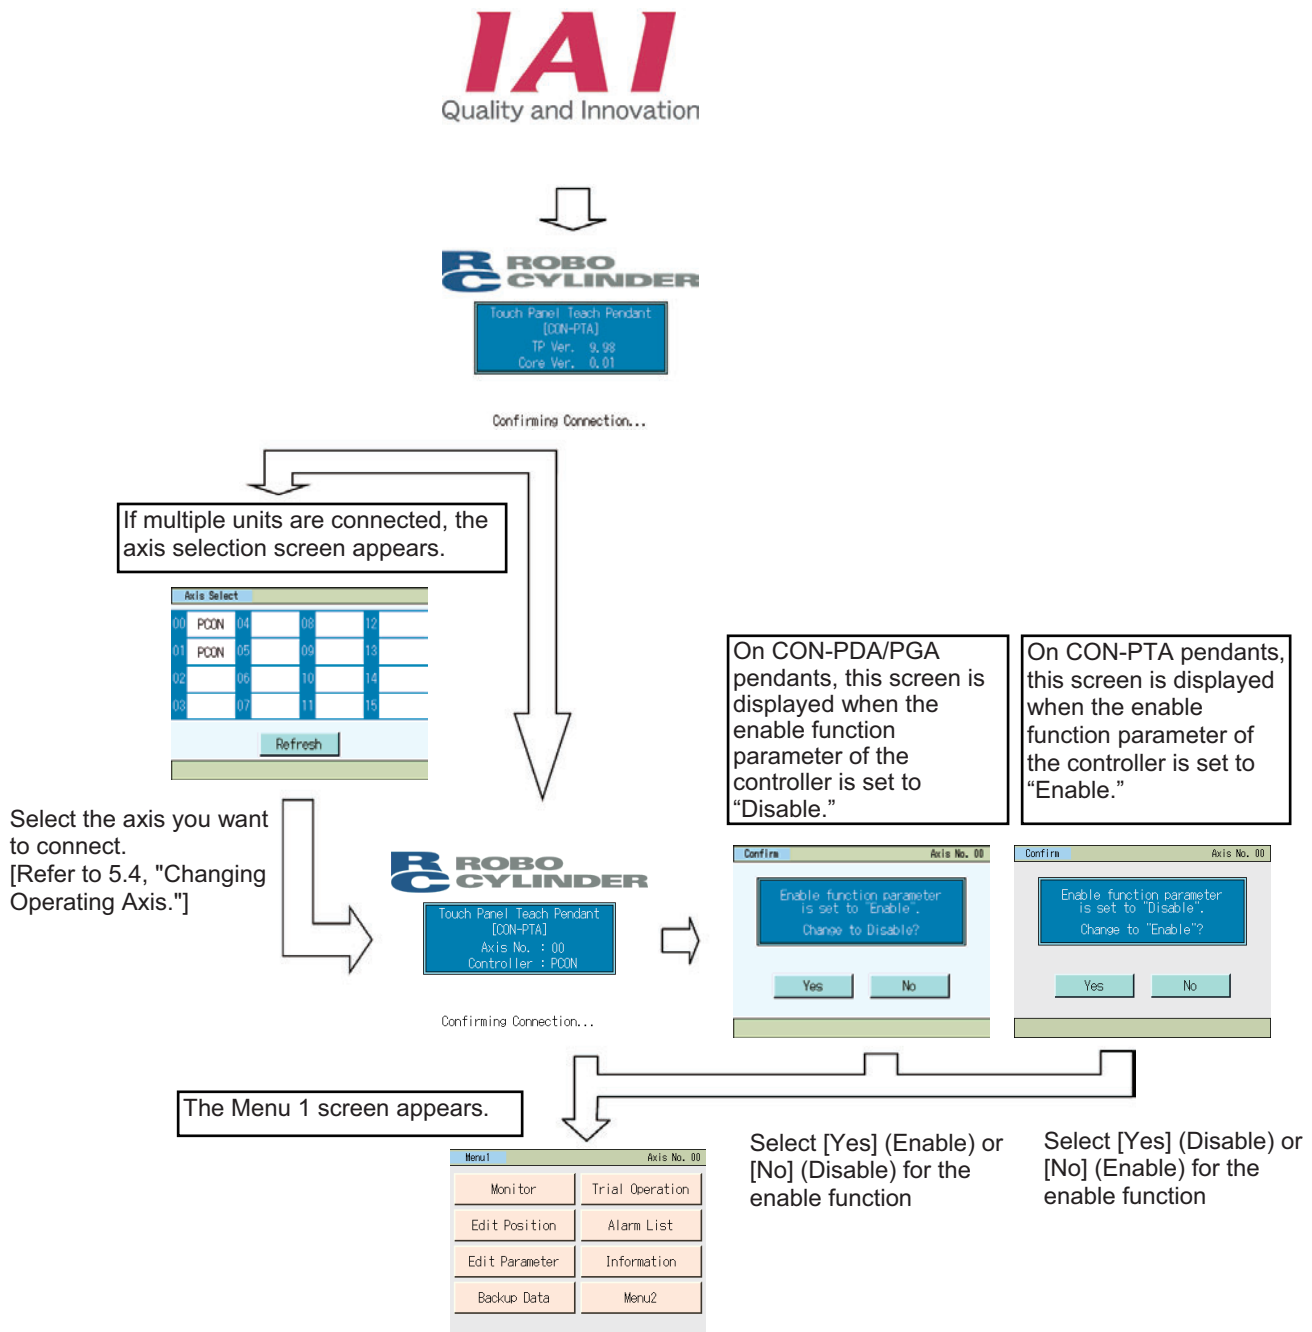 IAI
Quality and Innovation
RC ROBO
CYLINDER
Touch Panel Teach Pendant
[CON-PTA]
TP Ver. 9.98
Core Ver. 0.01
Confirming Connection...
If multiple units are connected, the
axis selection screen appears.
Axis Select
00 PCON 04 08 12
01 PCON 05 09 13
02 06 10 14
03 07 11 15
Refresh
Select the axis you want
to connect.
[Refer to 5.4, "Changing
Operating Axis."]
RC ROBO
CYLINDER
Touch Panel Teach Pendant
[CON-PTA]
Axis No. : 00
Controller : PCON
Confirming Connection...
On CON-PDA/PGA
pendants, this screen is
displayed when the
enable function
parameter of the
controller is set to
“Disable.”
Confirm Axis No. 00
Enable function parameter
is set to "Enable".
Change to Disable?
Yes No
Select [Yes] (Enable) or
[No] (Disable) for the
enable function
On CON-PTA pendants,
this screen is displayed
when the enable
function parameter of
the controller is set to
“Enable.”
Confirm Axis No. 00
Enable function parameter
is set to "Disable".
Change to "Enable"?
Yes No
Select [Yes] (Disable) or
[No] (Enable) for the
enable function
The Menu 1 screen appears.
Menu1 Axis No. 00
Monitor Trial Operation
Edit Position Alarm List
Edit Parameter Information
Backup Data Menu2